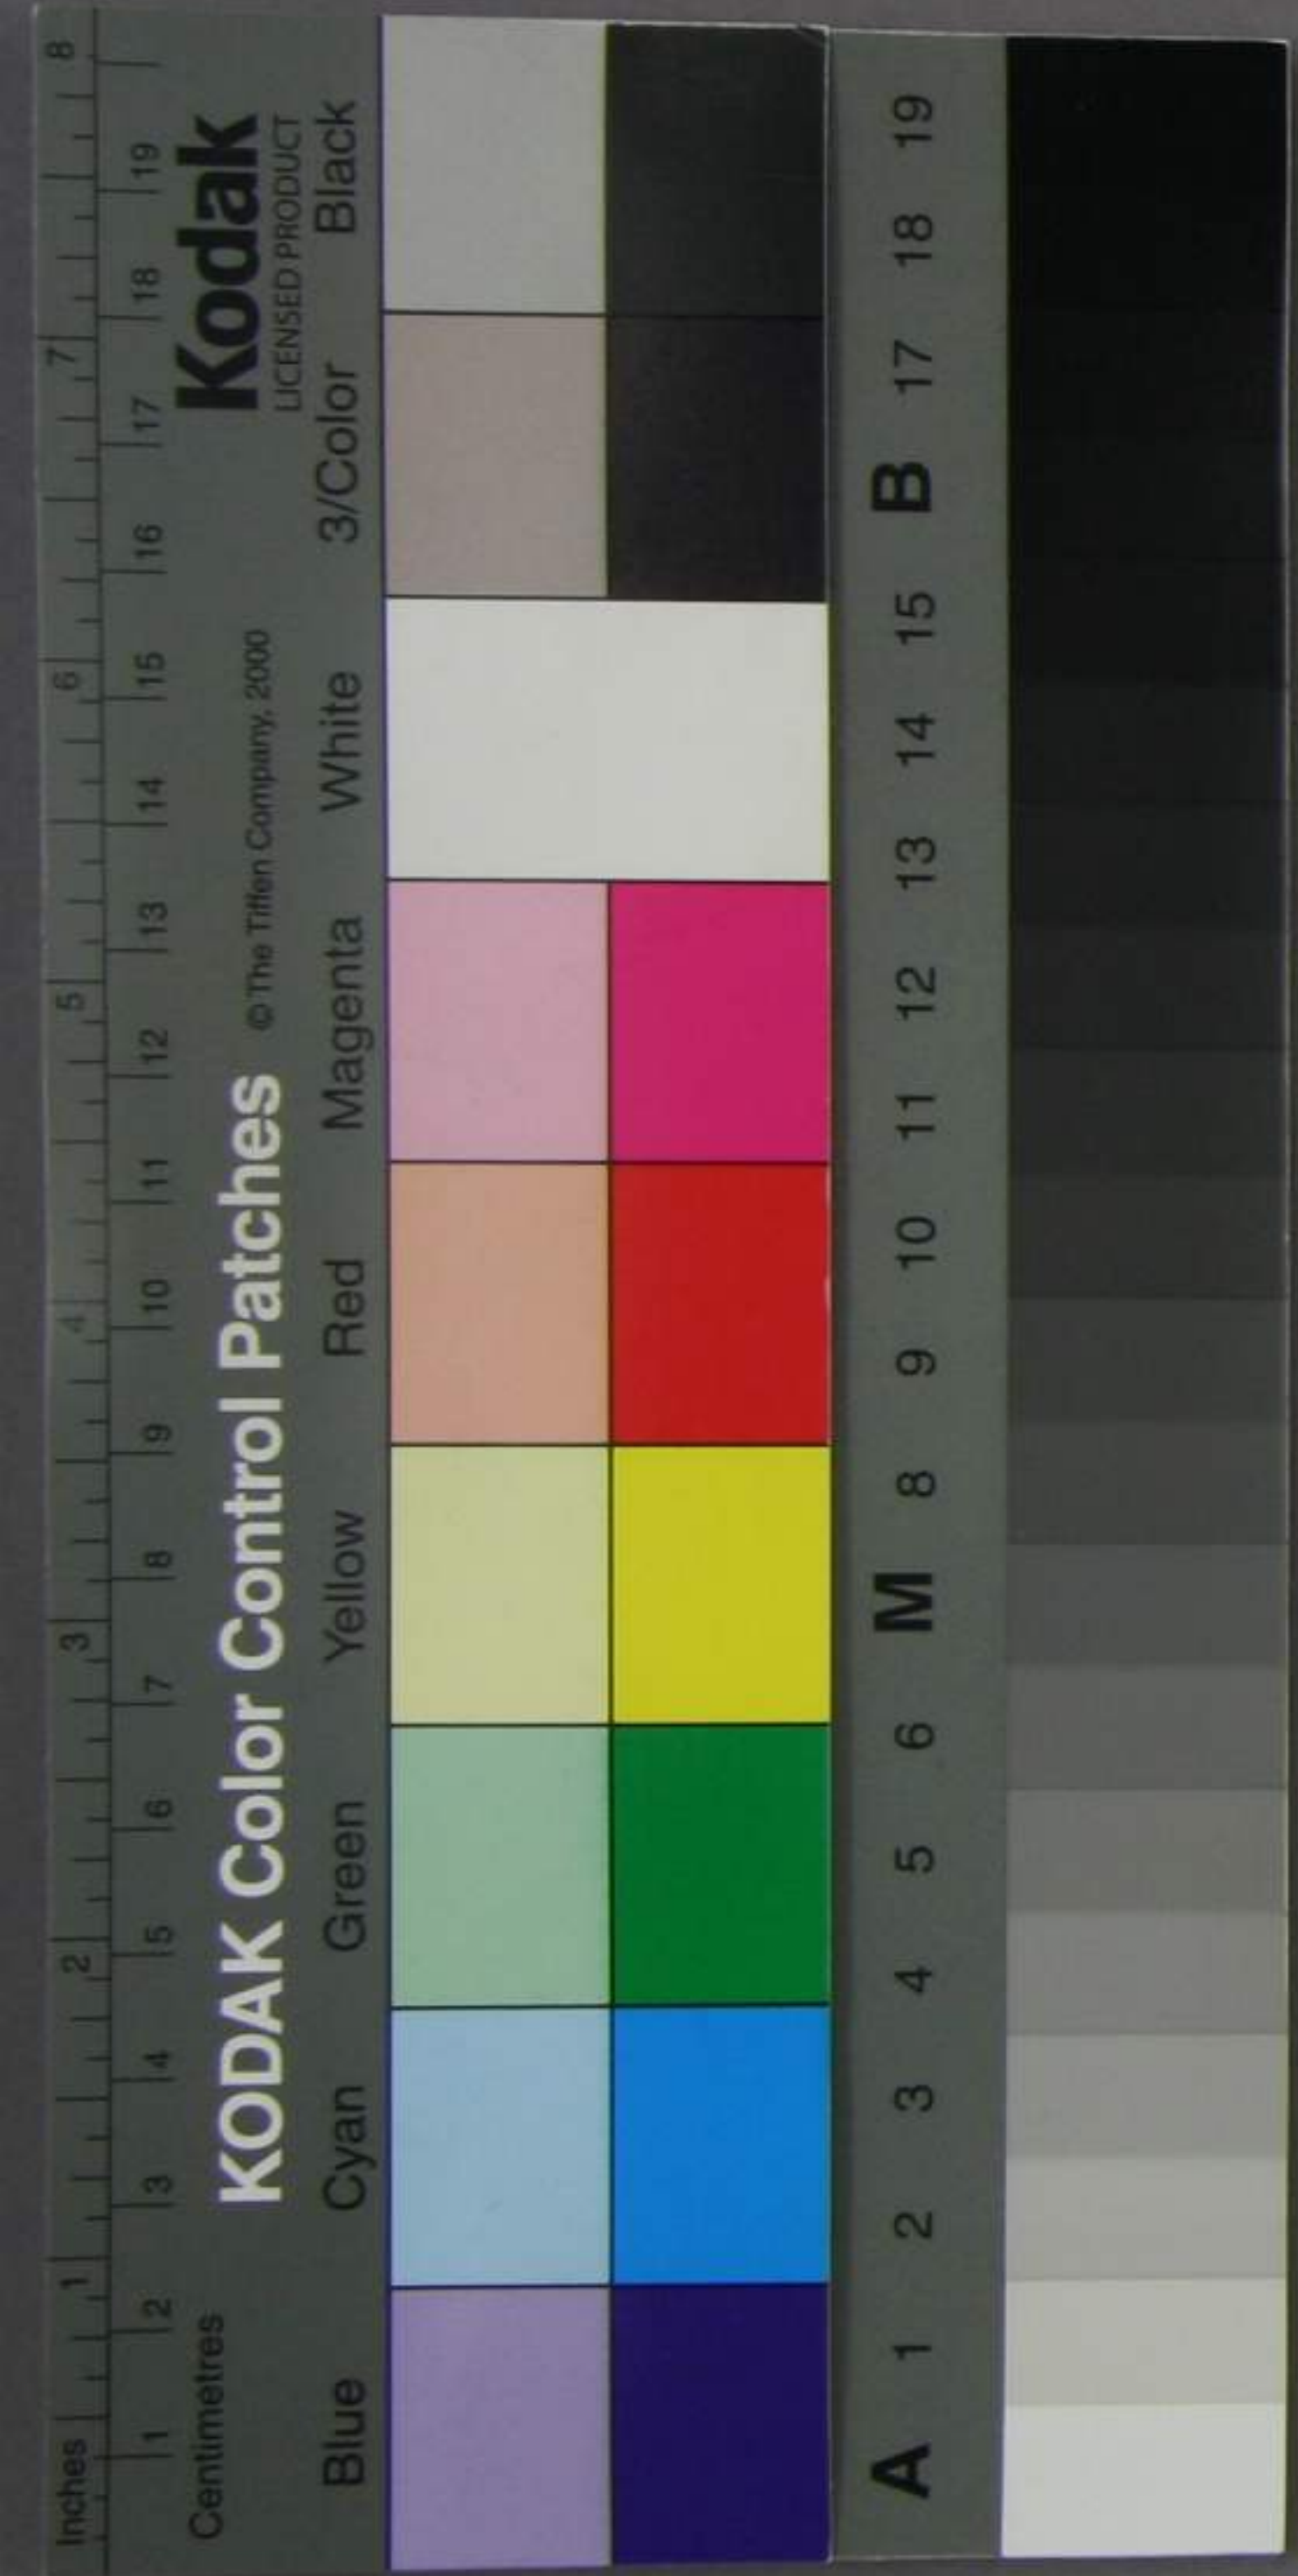 Inches 1 2 3 4 5 6 7 8
1 2 3 4 5 6 7 8 9 10 11 12 13 14 15 16 17 18 19
Centimetres
KODAK Color Control Patches © The Tiffen Company, 2000
Kodak
LICENSED PRODUCT
Blue Cyan Green Yellow Red Magenta White 3/Color Black
A 1 2 3 4 5 6 M 8 9 10 11 12 13 14 15 B 17 18 19